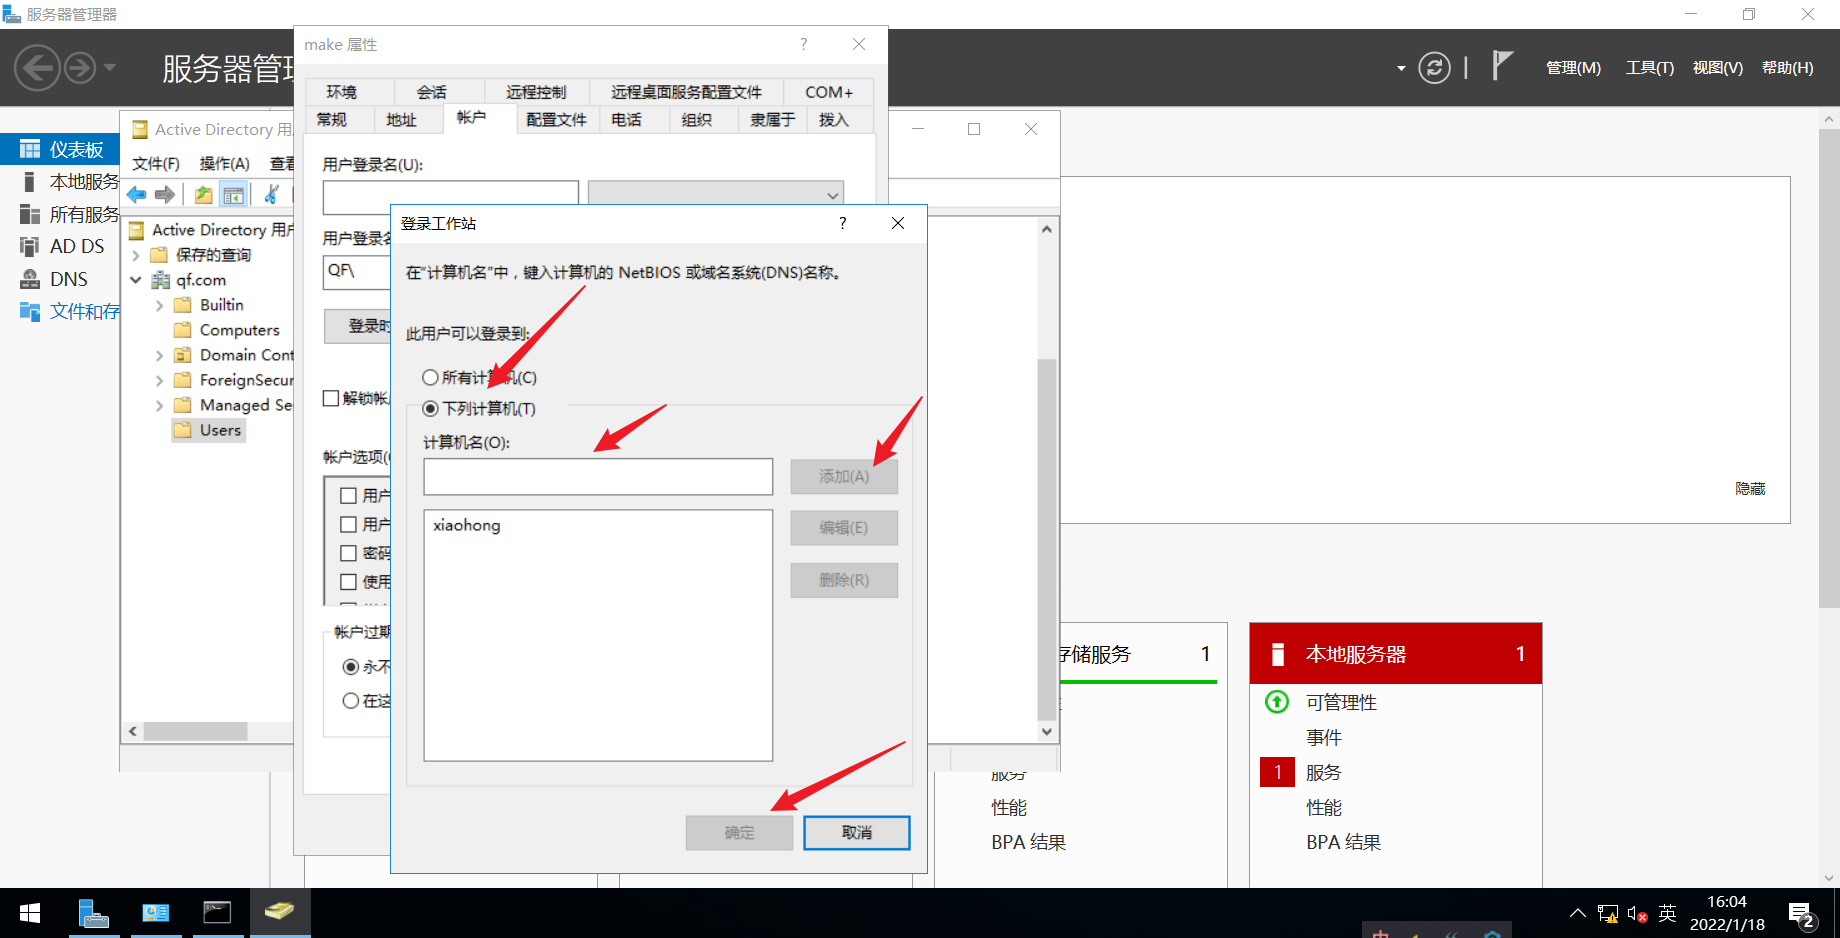 服务器管理器
服务器管理
管理(M) 工具(T) 视图(V) 帮助(H)
仪表板
本地服务
所有服务
AD DS
DNS
文件和存
Active Directory 用
文件(F) 操作(A) 查看
Active Directory 用户
保存的查询
qf.com
Builtin
Computers
Domain Cont
ForeignSecur
Managed Se
Users
make 属性
环境 会话 远程控制 远程桌面服务配置文件 COM+
常规 地址 帐户 配置文件 电话 组织 隶属于 拨入
用户登录名(U):
用户登录名
QF\
登录时
解锁帐
帐户选项(
用户
用户
密码
使用
帐户过期
永不
在这
登录工作站
在“计算机名”中，键入计算机的 NetBIOS 或域名系统(DNS)名称。
此用户可以登录到:
所有计算机(C)
下列计算机(T)
计算机名(O):
添加(A)
xiaohong
编辑(E)
删除(R)
确定 取消
隐藏
存储服务 1
服务
性能
BPA 结果
本地服务器 1
可管理性
事件
1 服务
性能
BPA 结果
英
16:04
2022/1/18
2